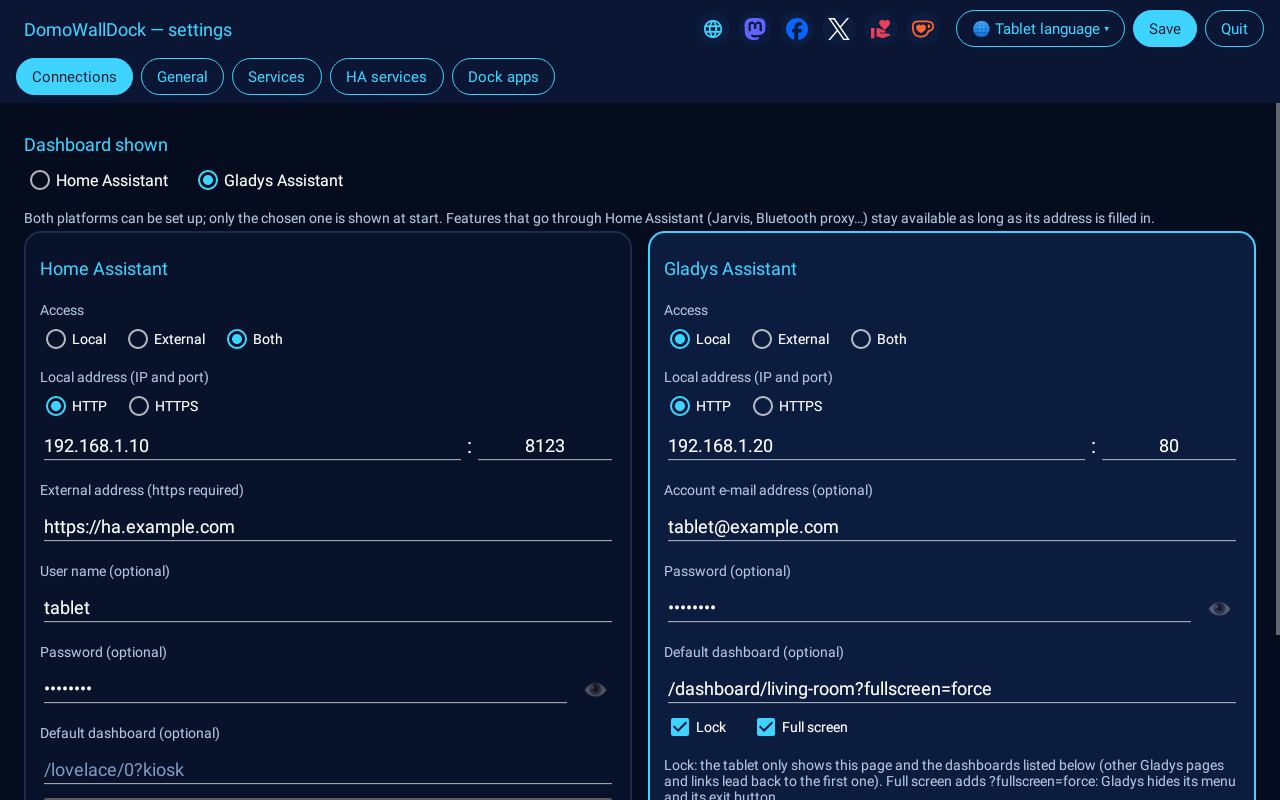 DomoWallDock — settings
Tablet language ▾
Save
Quit
Connections
General
Services
HA services
Dock apps
Dashboard shown
Home Assistant
Gladys Assistant
Both platforms can be set up; only the chosen one is shown at start. Features that go through Home Assistant (Jarvis, Bluetooth proxy…) stay available as long as its address is filled in.
Home Assistant
Access
Local
External
Both
Local address (IP and port)
HTTP
HTTPS
192.168.1.10 : 8123
External address (https required)
https://ha.example.com
User name (optional)
tablet
Password (optional)
••••••••
Default dashboard (optional)
/lovelace/0?kiosk
Gladys Assistant
Access
Local
External
Both
Local address (IP and port)
HTTP
HTTPS
192.168.1.20 : 80
Account e-mail address (optional)
tablet@example.com
Password (optional)
••••••••
Default dashboard (optional)
/dashboard/living-room?fullscreen=force
Lock
Full screen
Lock: the tablet only shows this page and the dashboards listed below (other Gladys pages
and links lead back to the first one). Full screen adds ?fullscreen=force: Gladys hides its menu
and its exit button